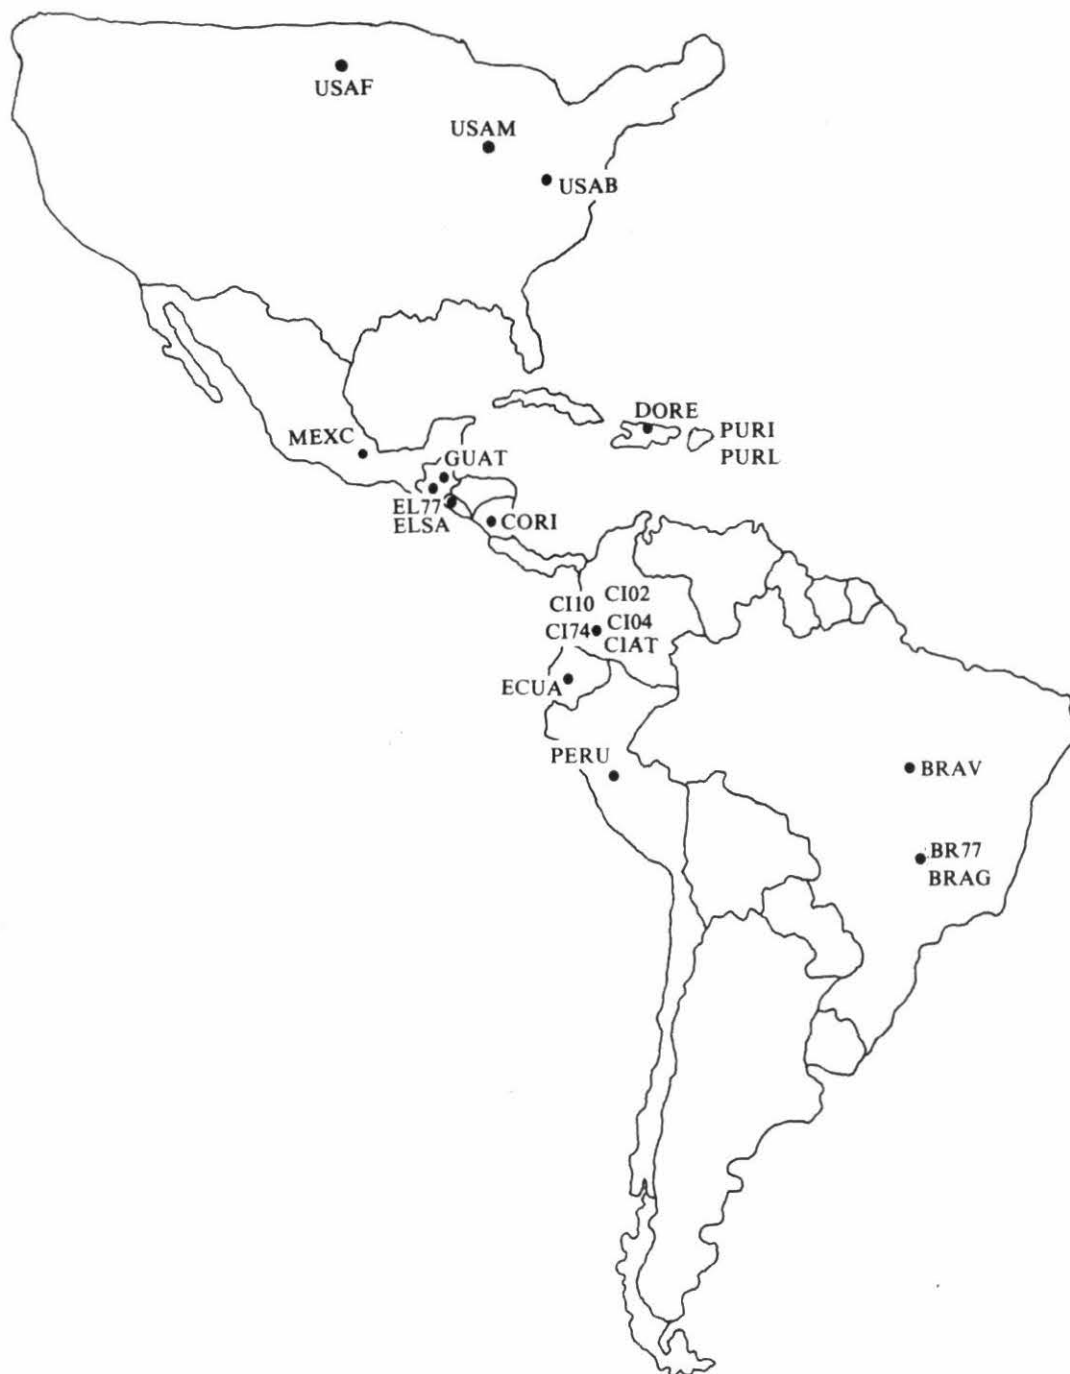 USAF
USAM
USAB
DORE
PURI
PURL
MEXC
GUAT
EL77
ELSA
CORI
CI10
CI02
CI74
CI04
CIAT
ECUA
PERU
BRAV
BR77
BRAG